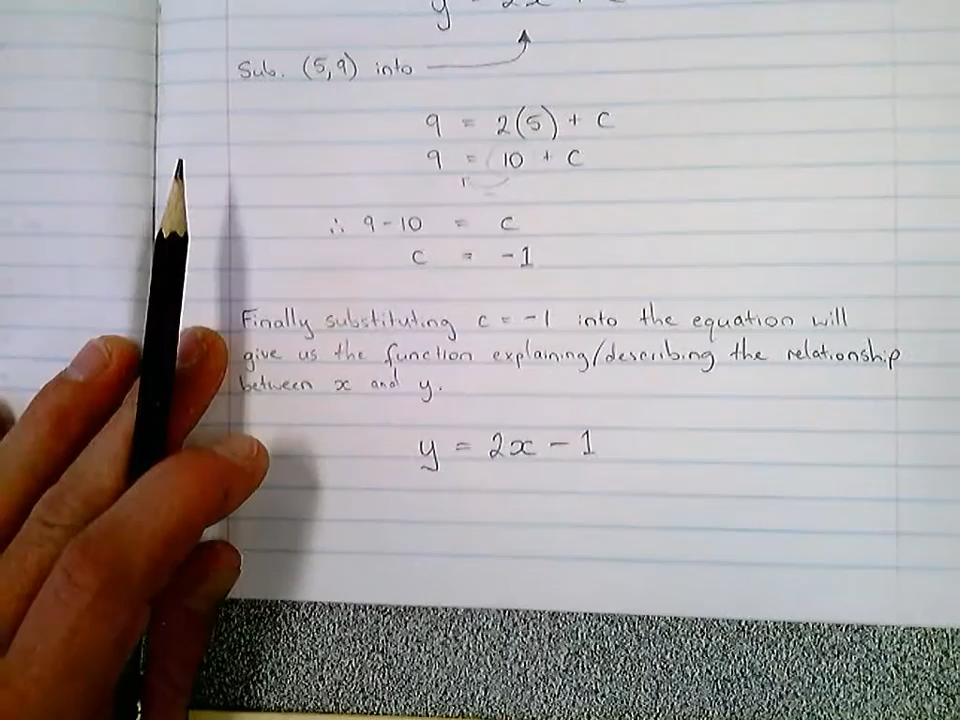 y = 2x + c
Sub. (5,9) into
9 = 2(5) + c
9 = 10 + c
∴ 9-10 = c
c = -1
Finally substituting c = -1 into the equation will
give us the function explaining/describing the relationship
between x and y.
y = 2x - 1